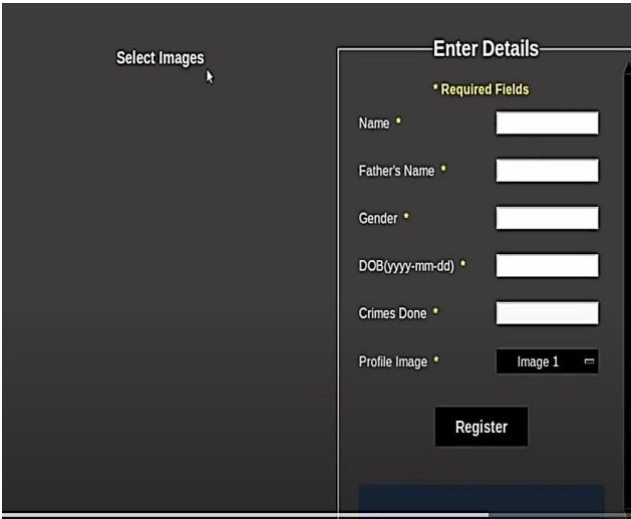 Select Images
Enter Details
* Required Fields
Name *
Father's Name *
Gender *
DOB(yyyy-mm-dd) *
Crimes Done *
Profile Image *
Image 1
Register